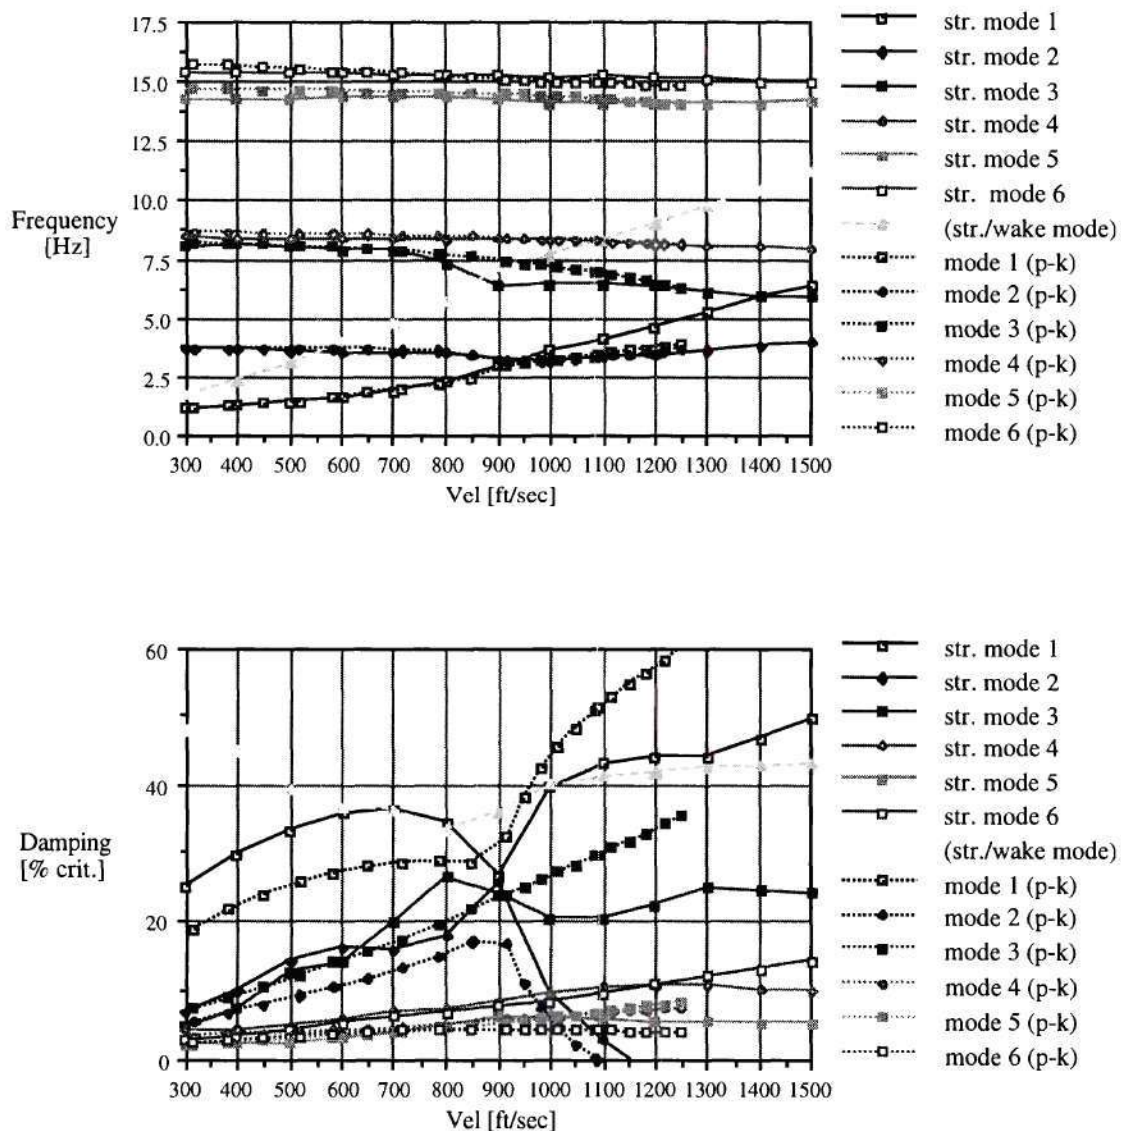 17.5
15.0
12.5
10.0
7.5
5.0
2.5
0.0
Frequency
[Hz]
300 400 500 600 700 800 900 1000 1100 1200 1300 1400 1500
Vel [ft/sec]
str. mode 1
str. mode 2
str. mode 3
str. mode 4
str. mode 5
str. mode 6
(str./wake mode)
mode 1 (p-k)
mode 2 (p-k)
mode 3 (p-k)
mode 4 (p-k)
mode 5 (p-k)
mode 6 (p-k)
60
40
20
0
Damping
[% crit.]
300 400 500 600 700 800 900 1000 1100 1200 1300 1400 1500
Vel [ft/sec]
str. mode 1
str. mode 2
str. mode 3
str. mode 4
str. mode 5
str. mode 6
(str./wake mode)
mode 1 (p-k)
mode 2 (p-k)
mode 3 (p-k)
mode 4 (p-k)
mode 5 (p-k)
mode 6 (p-k)